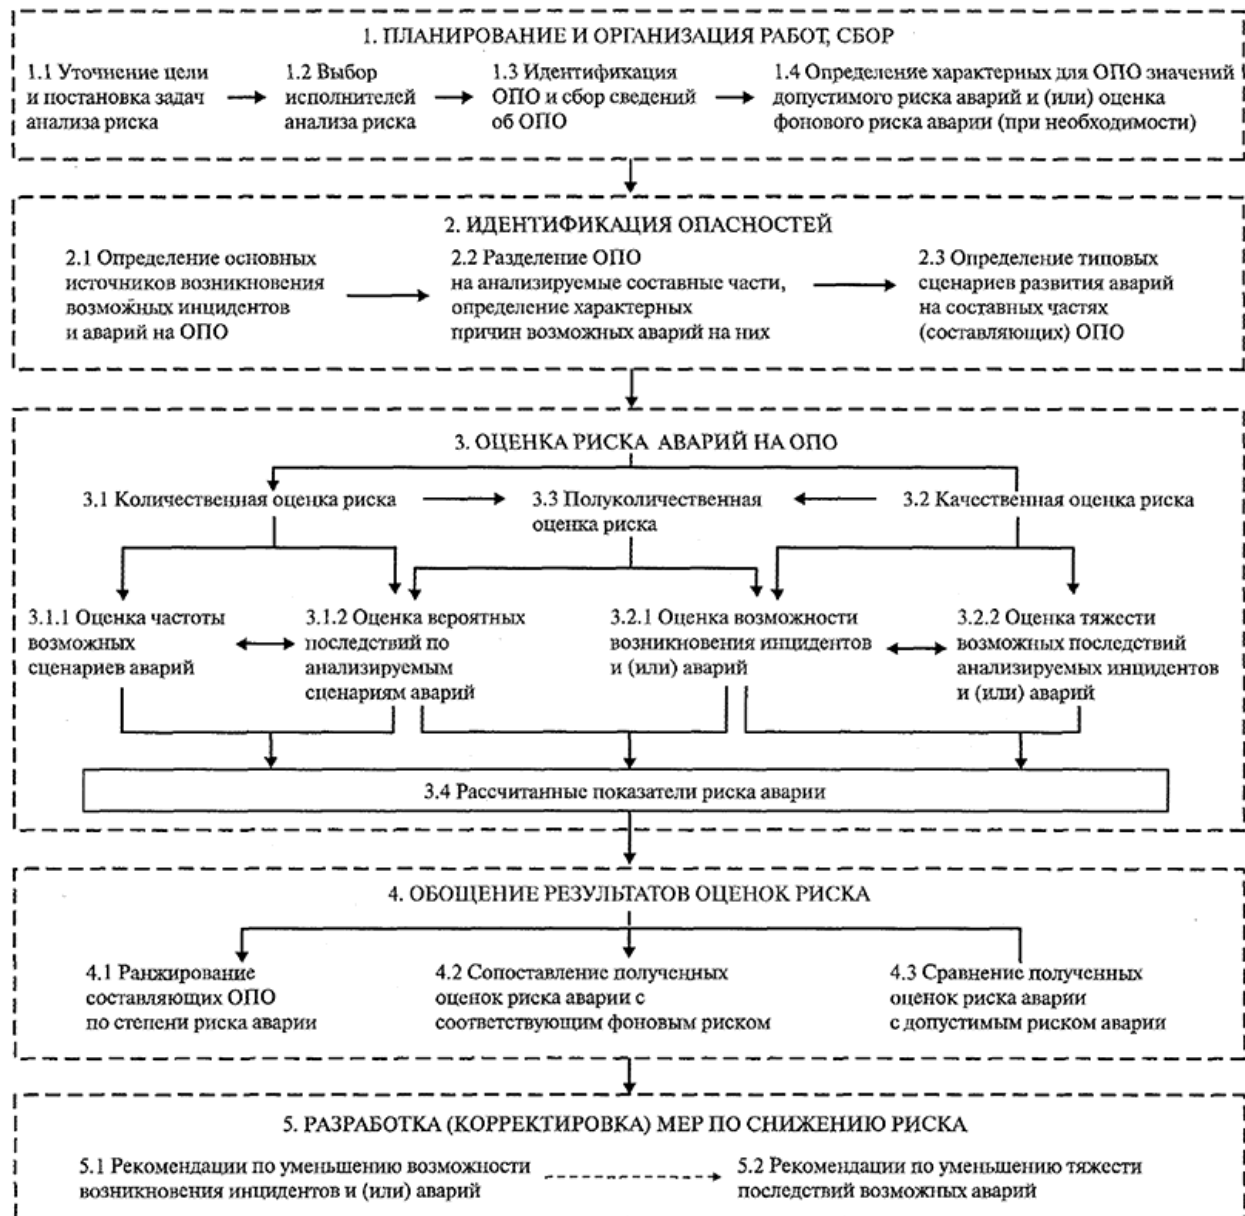 1. ПЛАНИРОВАНИЕ И ОРГАНИЗАЦИЯ РАБОТ, СБОР
1.1 Уточнение цели
и постановка задач
анализа риска
1.2 Выбор
исполнителей
анализа риска
1.3 Идентификация
ОПО и сбор сведений
об ОПО
1.4 Определение характерных для ОПО значений
допустимого риска аварий и (или) оценка
фонового риска аварии (при необходимости)
2. ИДЕНТИФИКАЦИЯ ОПАСНОСТЕЙ
2.1 Определение основных
источников возникновения
возможных инцидентов
и аварий на ОПО
2.2 Разделение ОПО
на анализируемые составные части,
определение характерных
причин возможных аварий на них
2.3 Определение типовых
сценариев развития аварий
на составных частях
(составляющих) ОПО
3. ОЦЕНКА РИСКА АВАРИЙ НА ОПО
3.1 Количественная оценка риска
3.3 Полуколичественная
оценка риска
3.2 Качественная оценка риска
3.1.1 Оценка частоты
возможных
сценариев аварий
3.1.2 Оценка вероятных
последствий по
анализируемым
сценариям аварий
3.2.1 Оценка возможности
возникновения инцидентов
и (или) аварий
3.2.2 Оценка тяжести
возможных последствий
анализируемых инцидентов
и (или) аварий
3.4 Рассчитанные показатели риска аварии
4. ОБОЩЕНИЕ РЕЗУЛЬТАТОВ ОЦЕНОК РИСКА
4.1 Ранжирование
составляющих ОПО
по степени риска аварии
4.2 Сопоставление полученных
оценок риска аварии с
соответствующим фоновым риском
4.3 Сравнение полученных
оценок риска аварии
с допустимым риском аварии
5. РАЗРАБОТКА (КОРРЕКТИРОВКА) МЕР ПО СНИЖЕНИЮ РИСКА
5.1 Рекомендации по уменьшению возможности
возникновения инцидентов и (или) аварий
5.2 Рекомендации по уменьшению тяжести
последствий возможных аварий